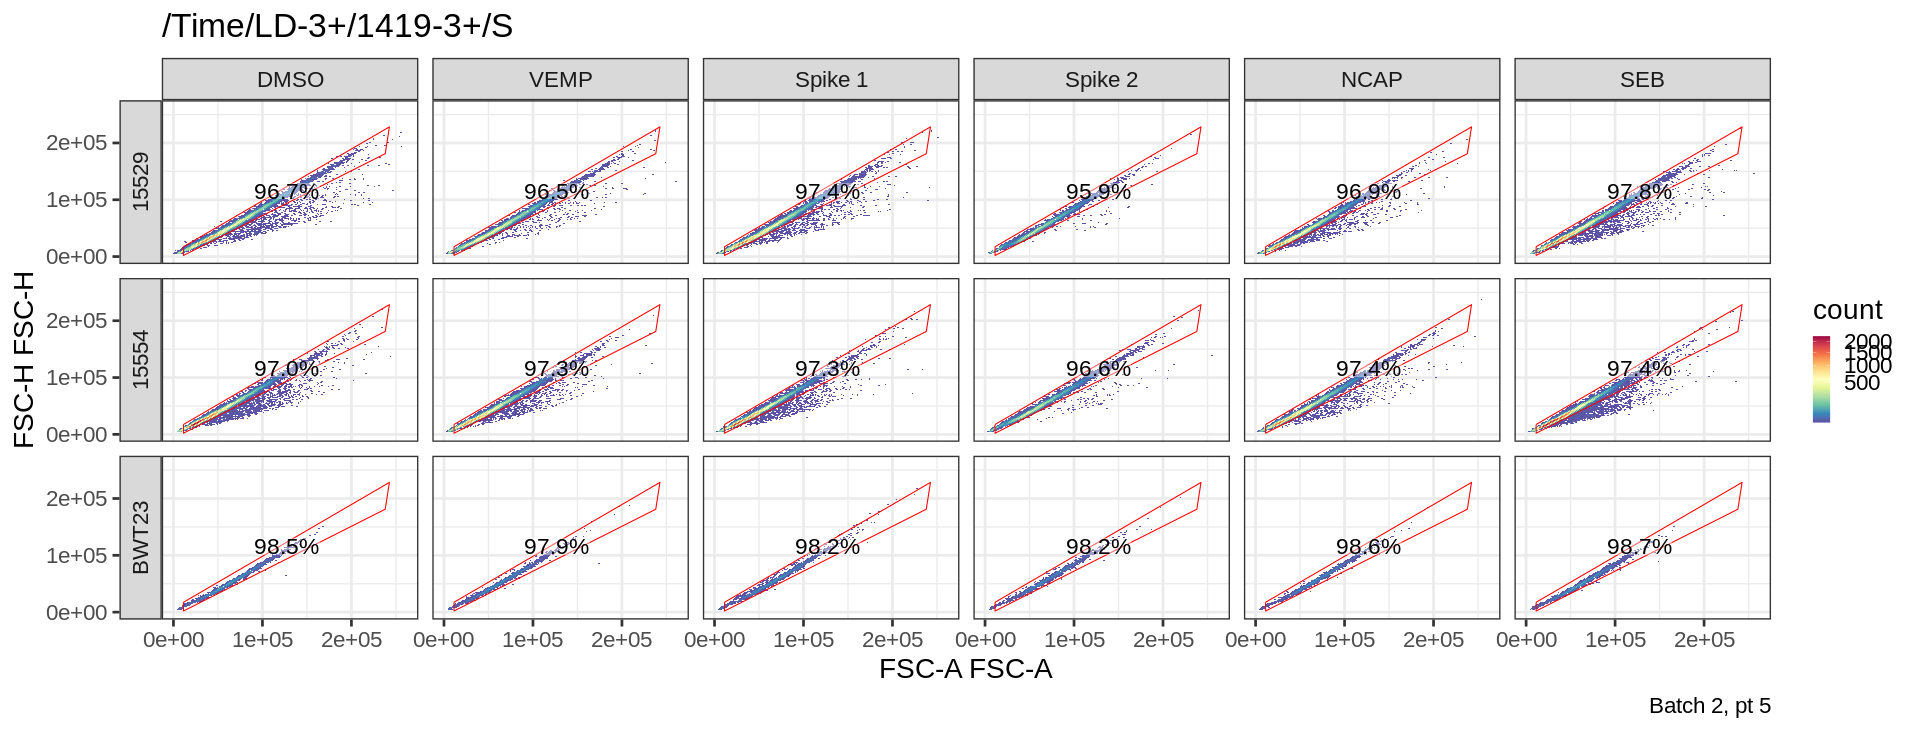 /Time/LD-3+/1419-3+/S
DMSO VEMP Spike 1 Spike 2 NCAP SEB
15529
2e+05
1e+05
0e+00
96.7% 96.5% 97.4% 95.9% 96.9% 97.8%
15554
2e+05
1e+05
0e+00
97.0% 97.3% 97.3% 96.6% 97.4% 97.4%
BWT23
2e+05
1e+05
0e+00
98.5% 97.9% 98.2% 98.2% 98.6% 98.7%
0e+00 1e+05 2e+05 0e+00 1e+05 2e+05 0e+00 1e+05 2e+05 0e+00 1e+05 2e+05 0e+00 1e+05 2e+05 0e+00 1e+05 2e+05
FSC-H FSC-H
FSC-A FSC-A
count
2000
1500
1000
500
Batch 2, pt 5